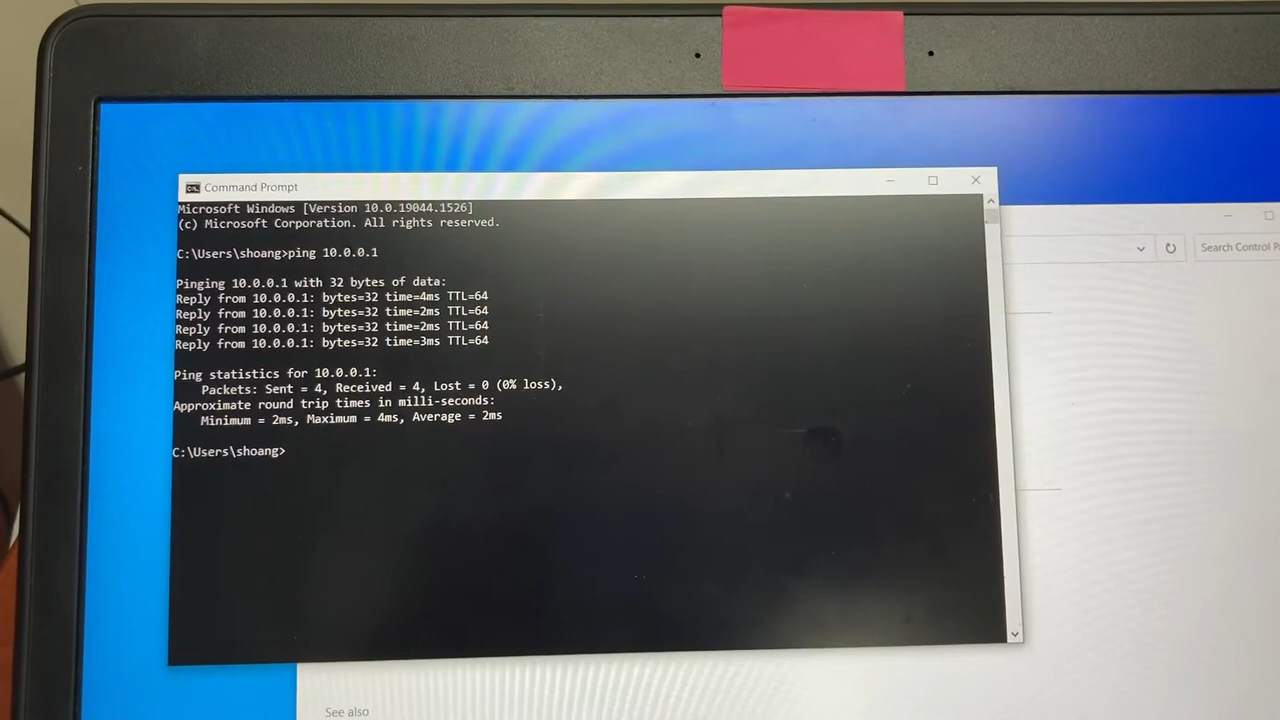 Command Prompt
Microsoft Windows [Version 10.0.19044.1526]
(c) Microsoft Corporation. All rights reserved.
C:\Users\shoang>ping 10.0.0.1
Pinging 10.0.0.1 with 32 bytes of data:
Reply from 10.0.0.1: bytes=32 time=4ms TTL=64
Reply from 10.0.0.1: bytes=32 time=2ms TTL=64
Reply from 10.0.0.1: bytes=32 time=2ms TTL=64
Reply from 10.0.0.1: bytes=32 time=3ms TTL=64
Ping statistics for 10.0.0.1:
Packets: Sent = 4, Received = 4, Lost = 0 (0% loss),
Approximate round trip times in milli-seconds:
Minimum = 2ms, Maximum = 4ms, Average = 2ms
C:\Users\shoang>
Search Control P
See also